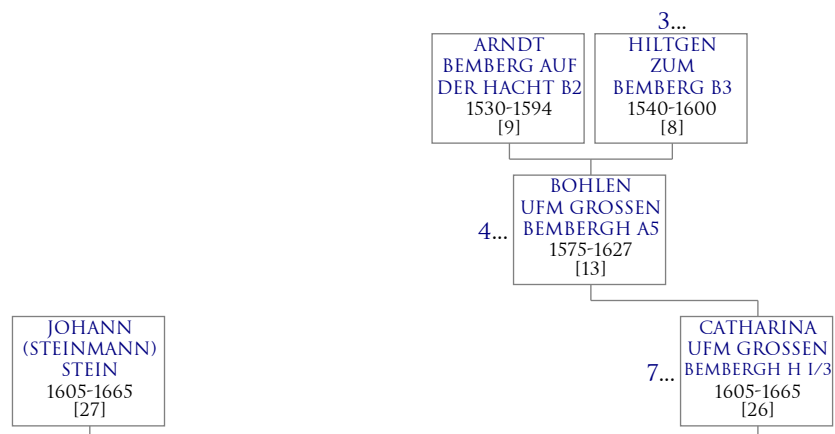 3...
ARNDT
BEMBERG AUF
DER HACHT B2
1530-1594
[9]
HILTGEN
ZUM
BEMBERG B3
1540-1600
[8]
4...
BOHLEN
UFM GROSSEN
BEMBERGH A5
1575-1627
[13]
JOHANN
(STEINMANN)
STEIN
1605-1665
[27]
7...
CATHARINA
UFM GROSSEN
BEMBERGH H I/3
1605-1665
[26]